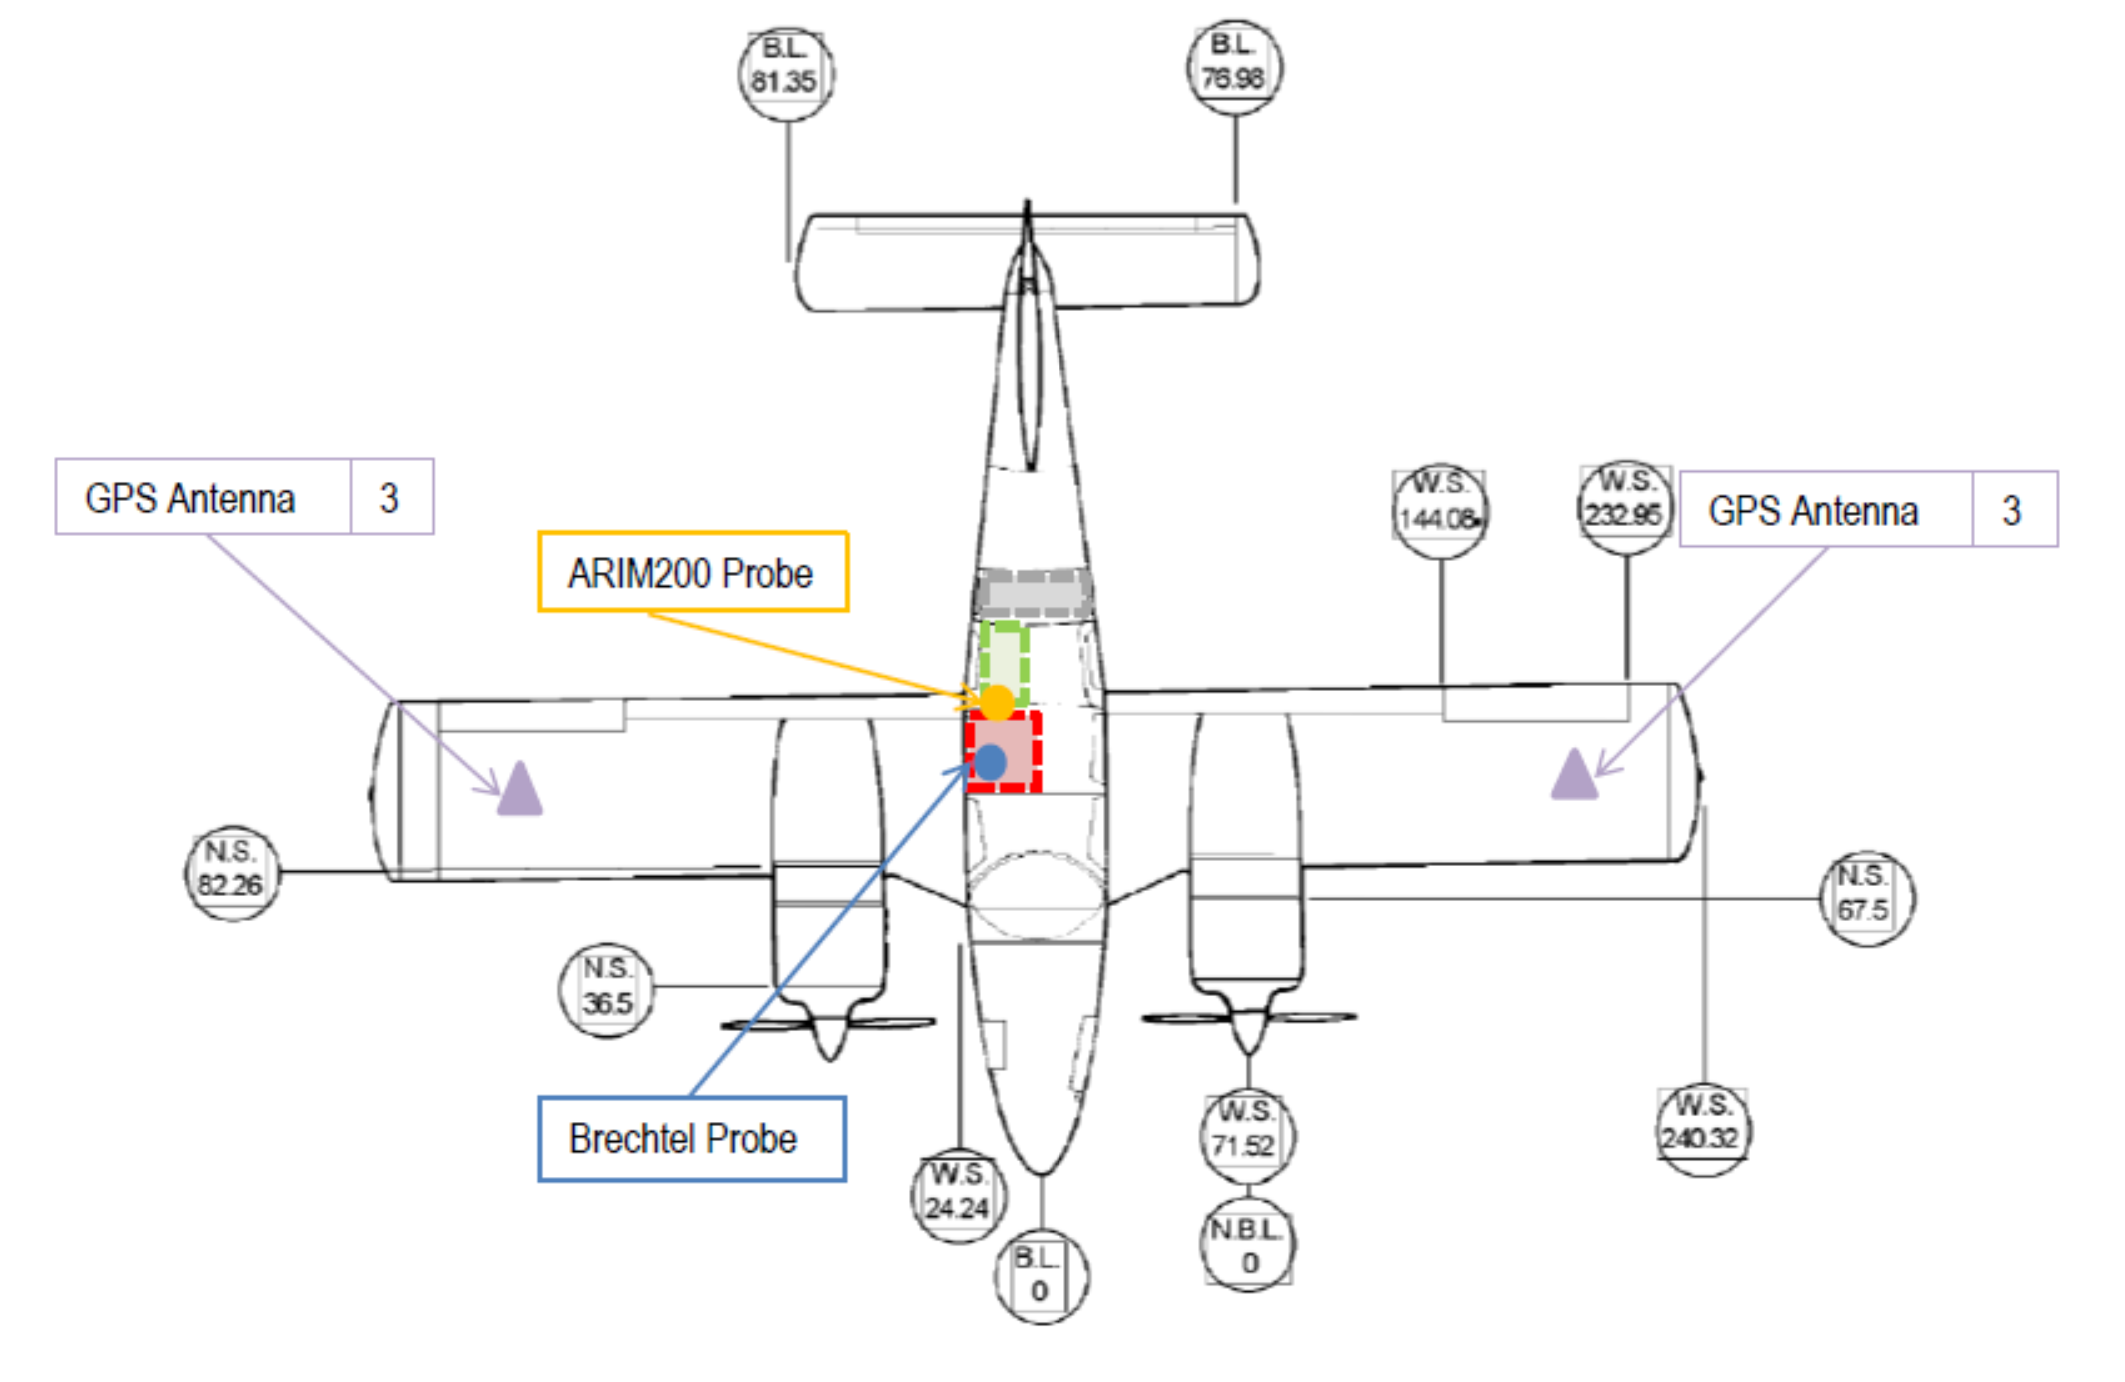 B.L.
81.35
B.L.
76.98
GPS Antenna 3
W.S.
144.08
W.S.
232.95
GPS Antenna 3
ARIM200 Probe
N.S.
82.26
N.S.
67.5
N.S.
36.5
Brechtel Probe
W.S.
24.24
W.S.
71.52
W.S.
240.32
N.B.L.
0
B.L.
0